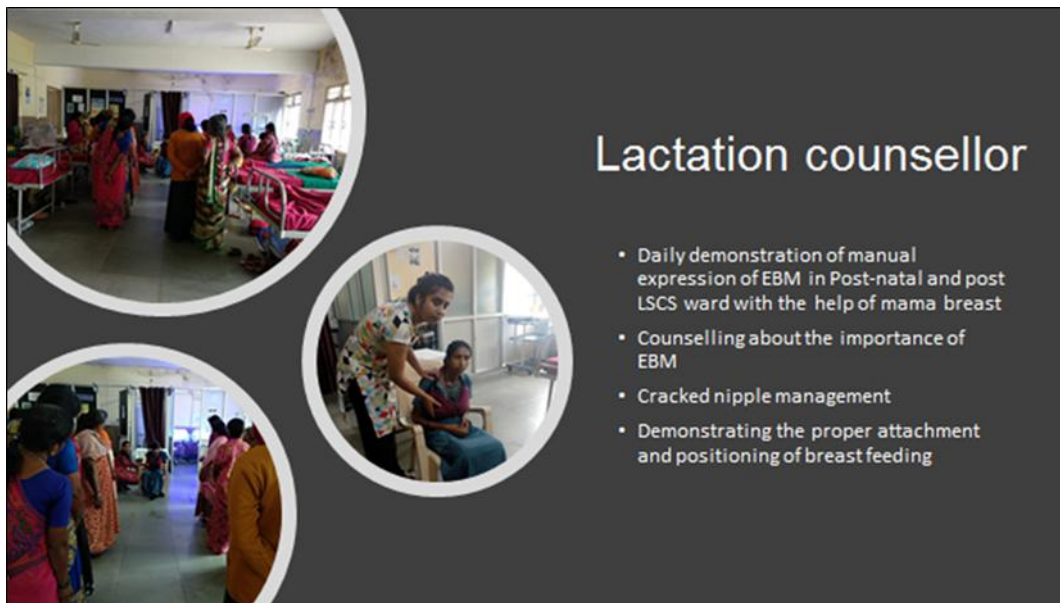 Lactation counsellor
• Daily demonstration of manual
expression of EBM in Post-natal and post
LSCS ward with the help of mama breast
• Counselling about the importance of
EBM
• Cracked nipple management
• Demonstrating the proper attachment
and positioning of breast feeding